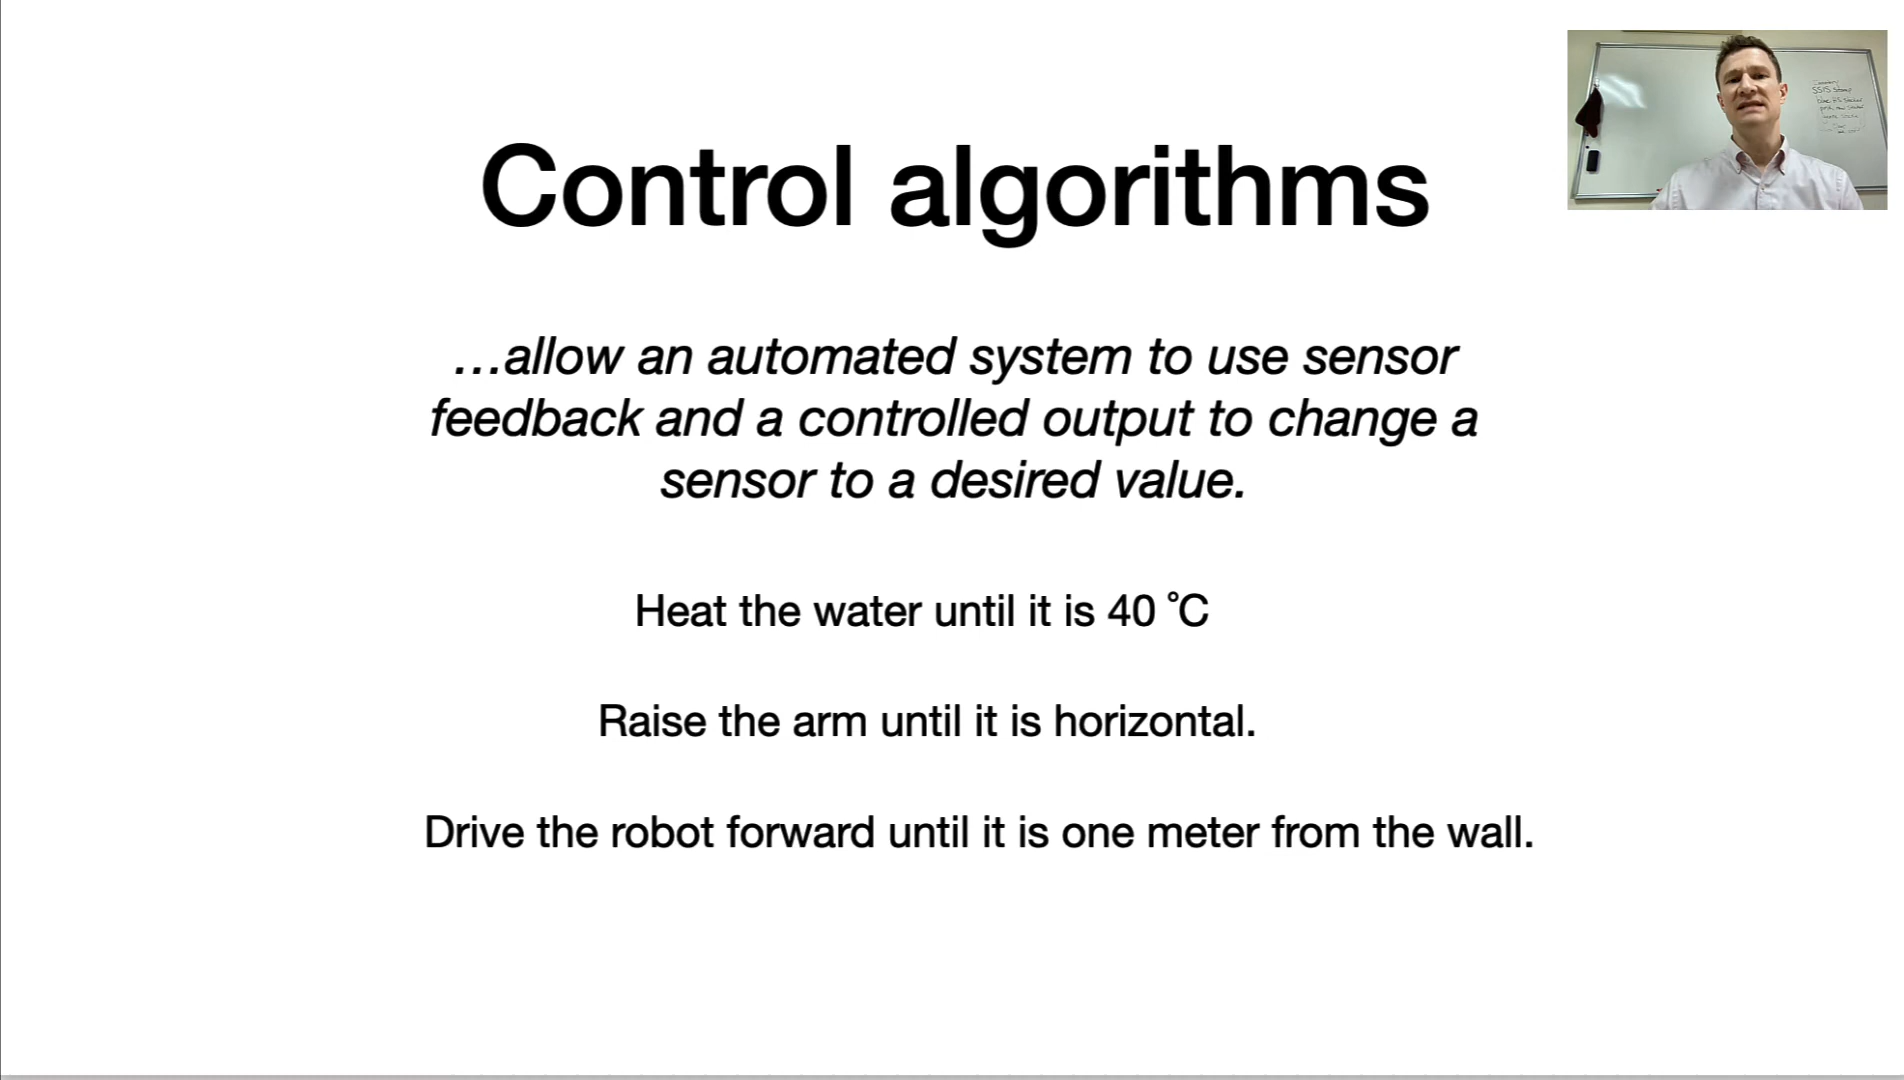 Control algorithms
…allow an automated system to use sensor
feedback and a controlled output to change a
sensor to a desired value.
Heat the water until it is 40 ˚C
Raise the arm until it is horizontal.
Drive the robot forward until it is one meter from the wall.